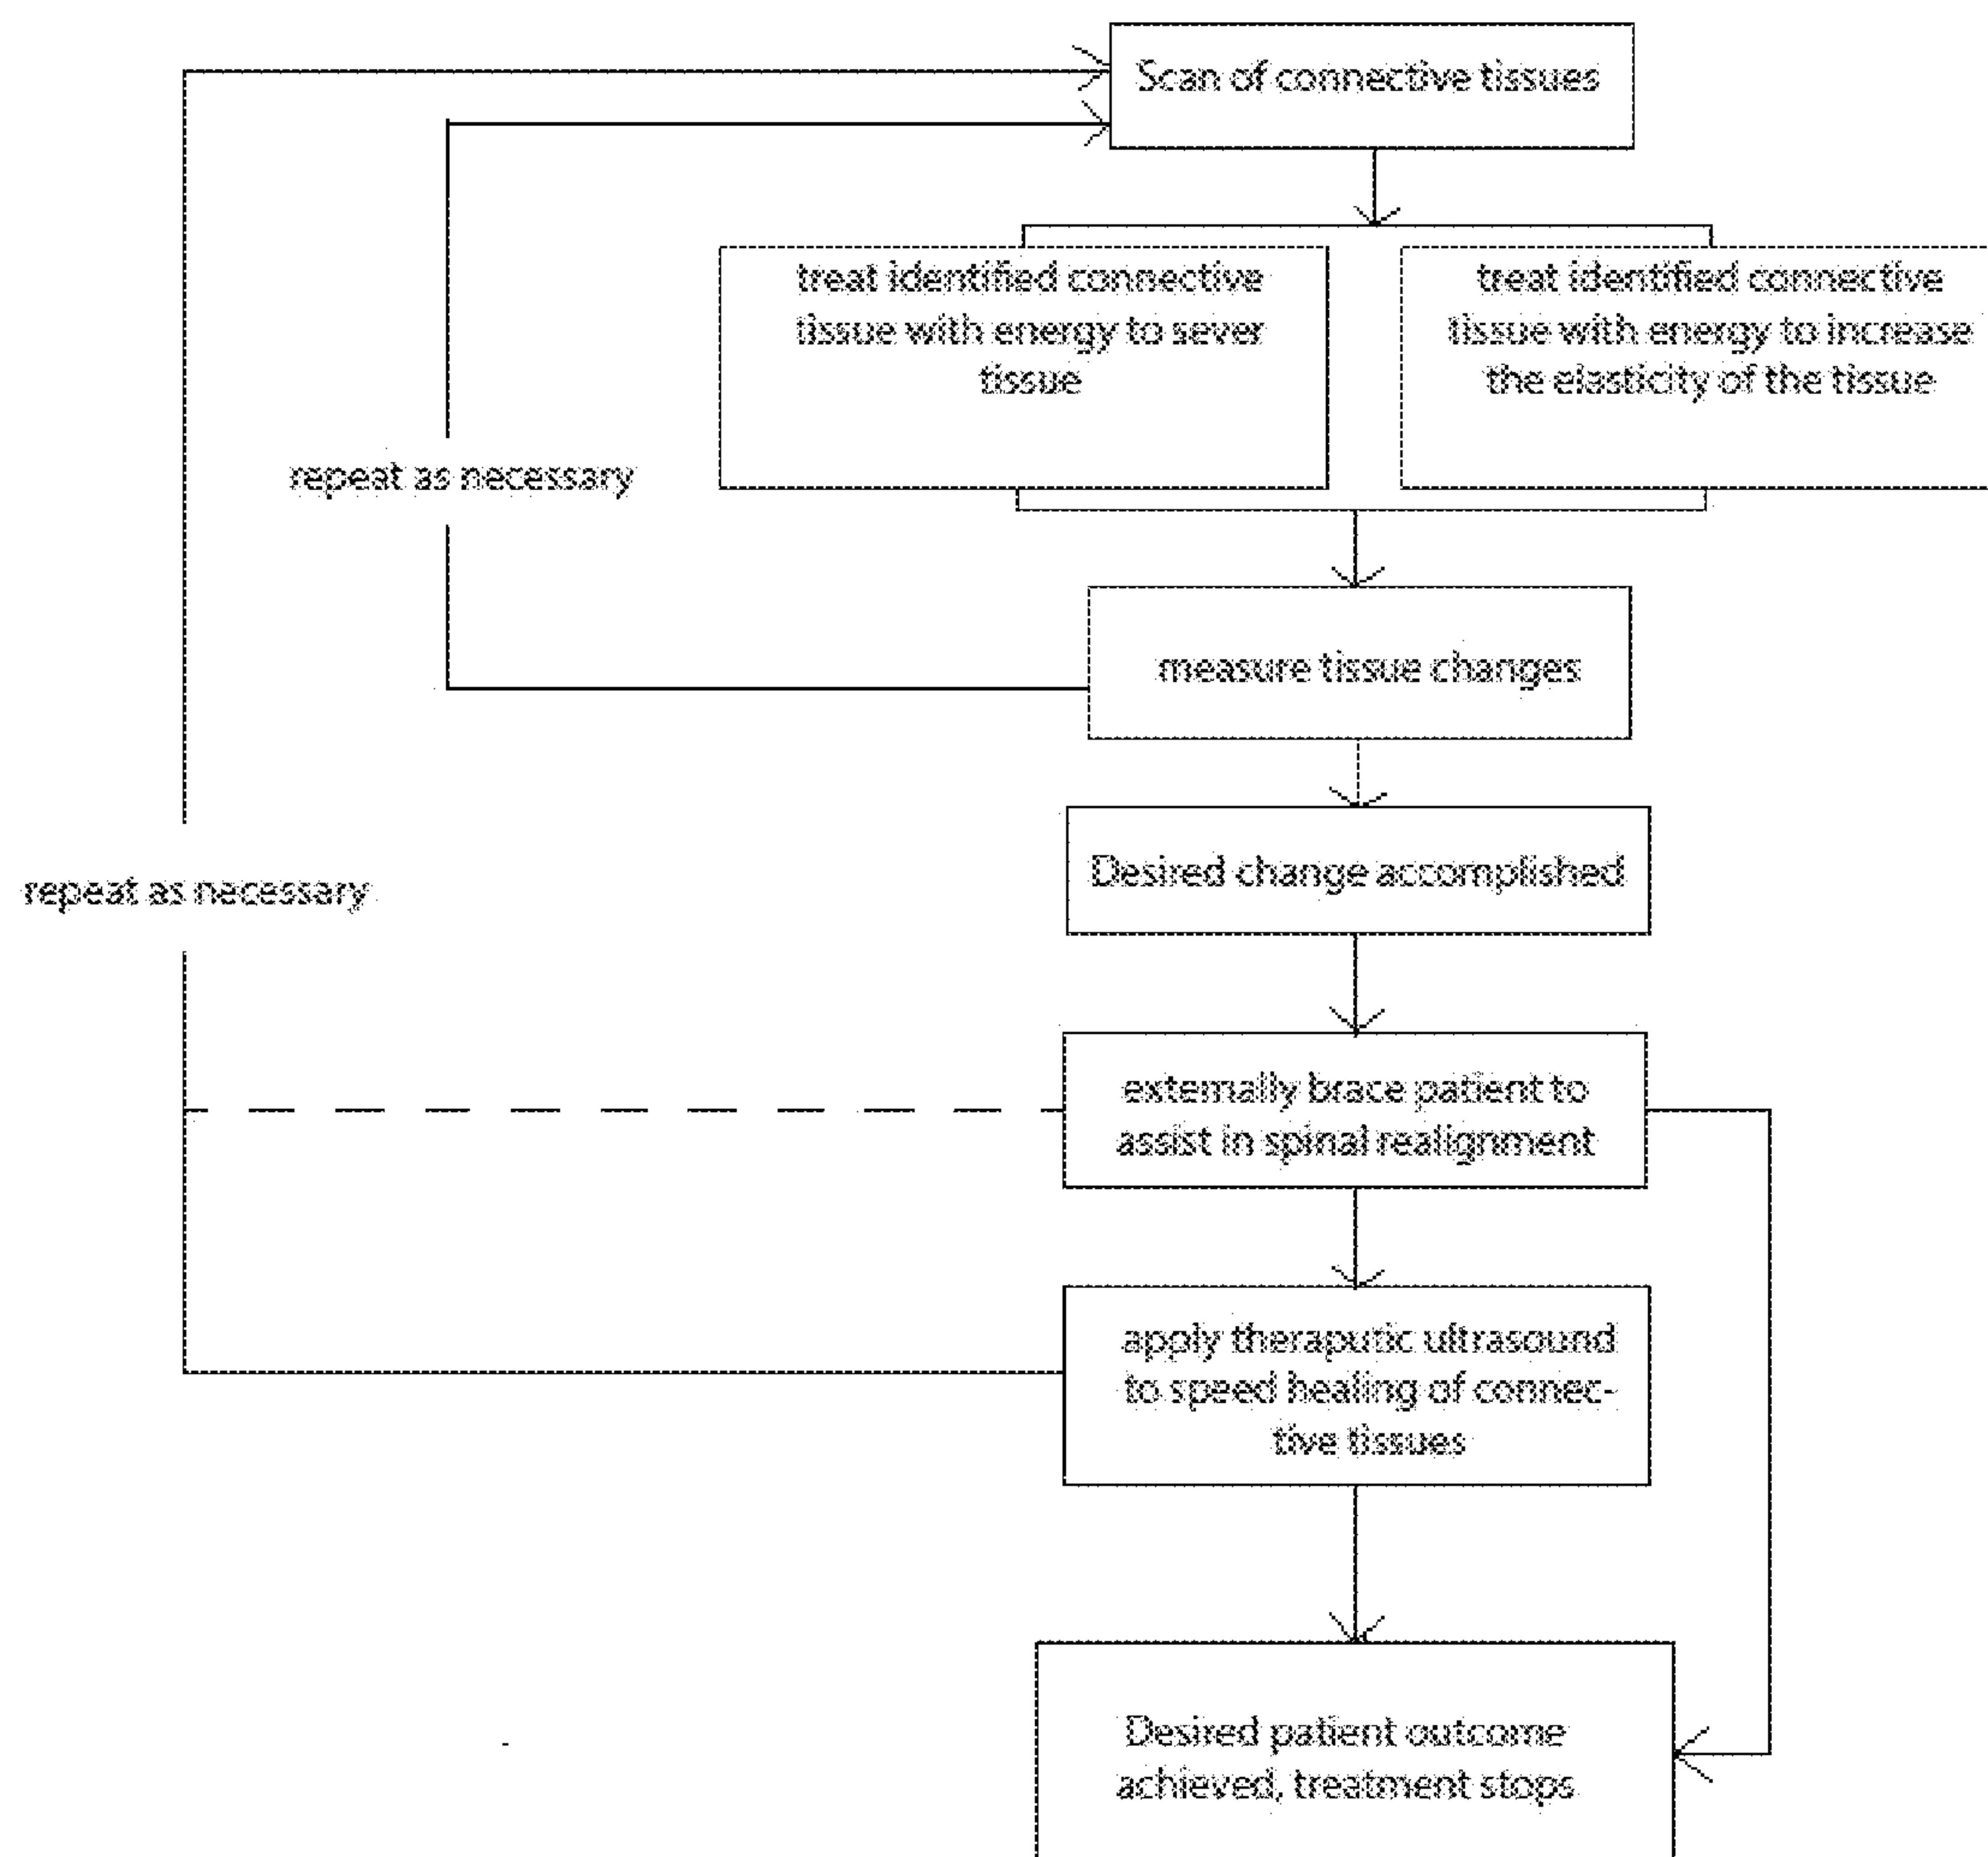 Scan of connective tissues
treat identified connective
tissue with energy to sever
tissue
treat identified connective
tissue with energy to increase
the elasticity of the tissue
repeat as necessary
measure tissue changes
Desired change accomplished
repeat as necessary
externally brace patient to
assist in spinal realignment
apply theraputic ultrasound
to speed healing of connec-
tive tissues
Desired patient outcome
achieved, treatment stops